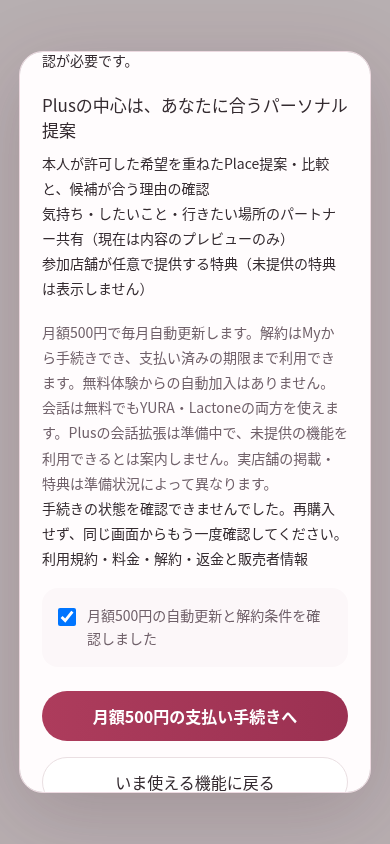 認が必要です。
Plusの中心は、あなたに合うパーソナル
提案
本人が許可した希望を重ねたPlace提案・比較
と、候補が合う理由の確認
気持ち・したいこと・行きたい場所のパートナ
ー共有（現在は内容のプレビューのみ）
参加店舗が任意で提供する特典（未提供の特典
は表示しません）
月額500円で毎月自動更新します。解約はMyか
ら手続きでき、支払い済みの期限まで利用でき
ます。無料体験からの自動加入はありません。
会話は無料でもYURA・Lactoneの両方を使えま
す。Plusの会話拡張は準備中で、未提供の機能を
利用できるとは案内しません。実店舗の掲載・
特典は準備状況によって異なります。
手続きの状態を確認できませんでした。再購入
せず、同じ画面からもう一度確認してください。
利用規約・料金・解約・返金と販売者情報
月額500円の自動更新と解約条件を確
認しました
月額500円の支払い手続きへ
いま使える機能に戻る